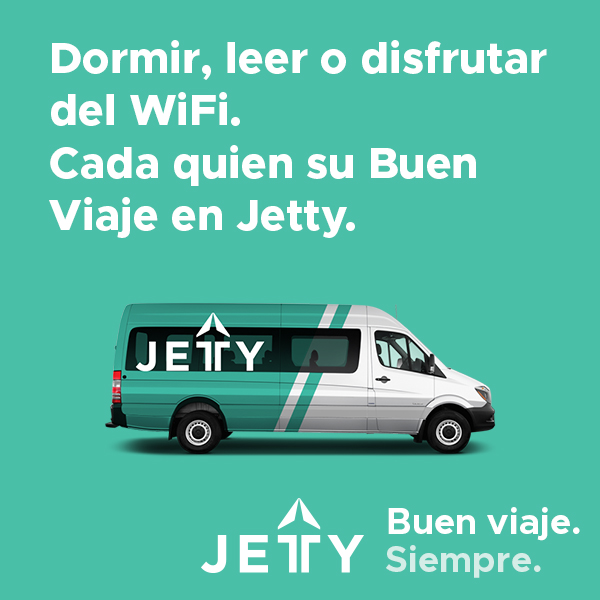 Dormir, leer o disfrutar
del WiFi.
Cada quien su Buen
Viaje en Jetty.
JETTY
JETTY
Buen viaje.
Siempre.